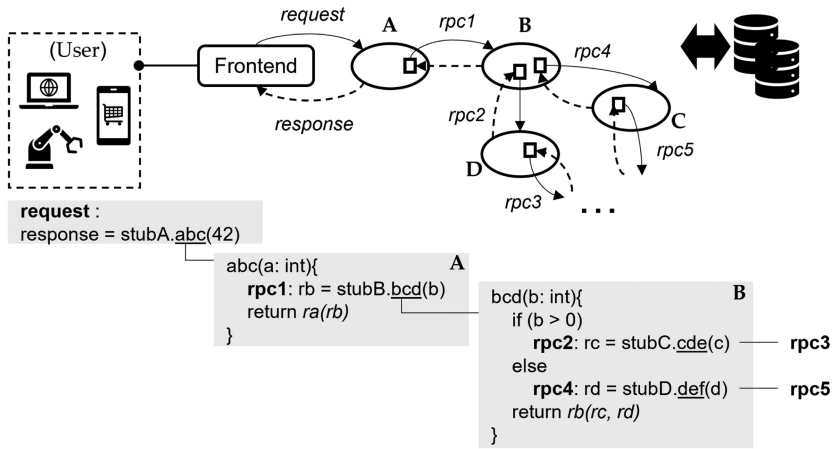 request
A
rpc1
B
(User)
Frontend
rpc4
response
rpc2
C
D
rpc5
rpc3
...
request :
response = stubA.abc(42)
abc(a: int){
A
rpc1: rb = stubB.bcd(b)
return ra(rb)
}
bcd(b: int){
B
if (b > 0)
rpc2: rc = stubC.cde(c)
rpc3
else
rpc4: rd = stubD.def(d)
rpc5
return rb(rc, rd)
}